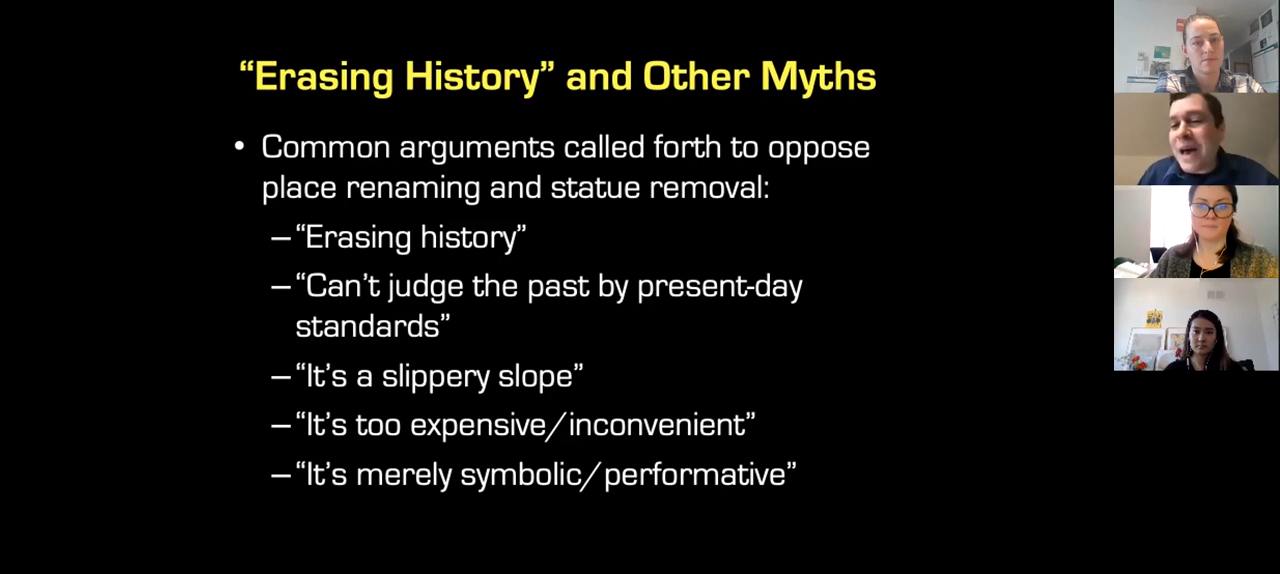 “Erasing History” and Other Myths
• Common arguments called forth to oppose
place renaming and statue removal:
–“Erasing history”
–“Can’t judge the past by present-day
standards”
–“It’s a slippery slope”
–“It’s too expensive/inconvenient”
–“It’s merely symbolic/performative”